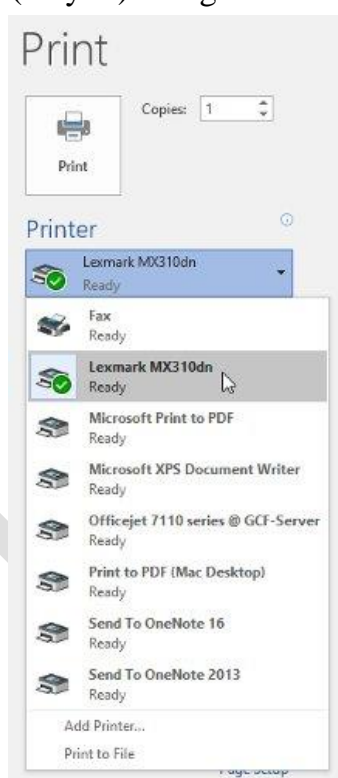 Print
Copies: 1
Print
Printer
Lexmark MX310dn
Ready
Fax
Ready
Lexmark MX310dn
Ready
Microsoft Print to PDF
Ready
Microsoft XPS Document Writer
Ready
Officejet 7110 series @ GCF-Server
Ready
Print to PDF (Mac Desktop)
Ready
Send To OneNote 16
Ready
Send To OneNote 2013
Ready
Add Printer...
Print to File
Page Setup